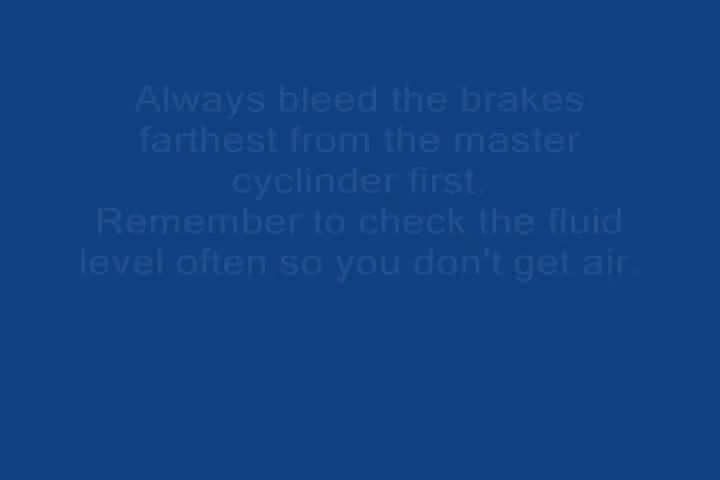 Always bleed the brakes
farthest from the master
cyclinder first.
Remember to check the fluid
level often so you don't get air.